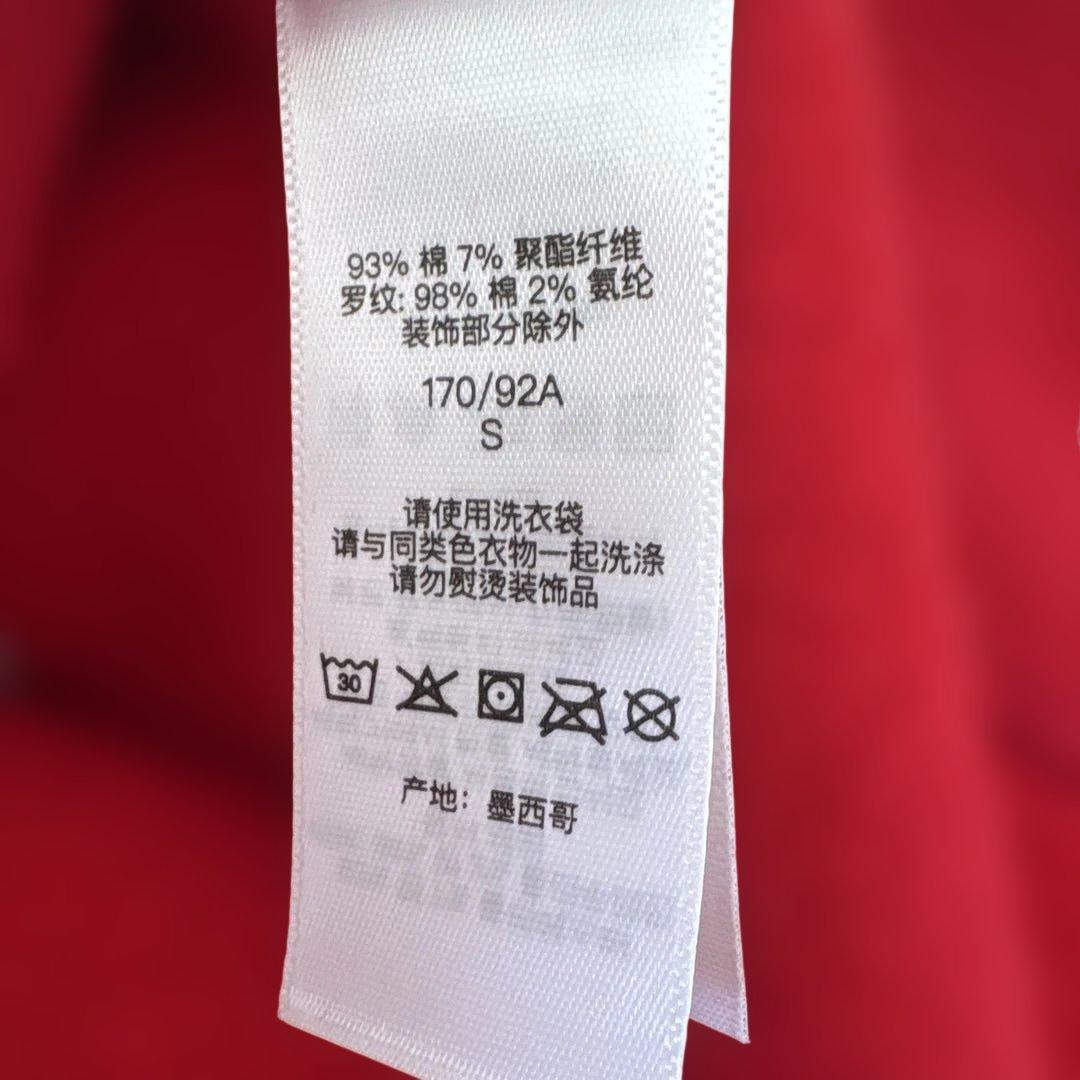 93% 棉 7% 聚酯纤维
罗纹: 98% 棉 2% 氨纶
装饰部分除外
170/92A
S
请使用洗衣袋
请与同类色衣物一起洗涤
请勿熨烫装饰品
30
产地：墨西哥